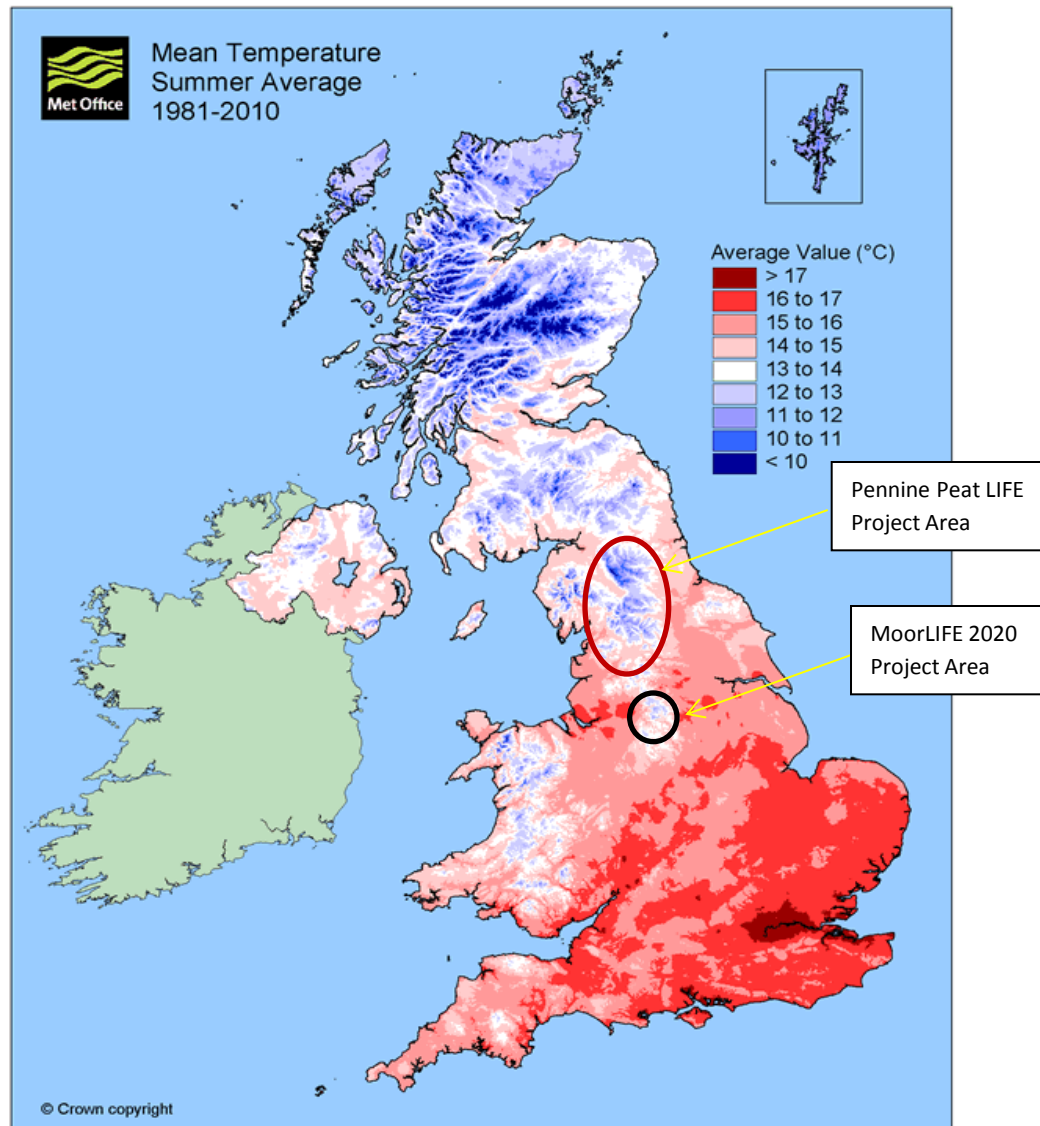 Met Office
Mean Temperature
Summer Average
1981-2010
Average Value (°C)
> 17
16 to 17
15 to 16
14 to 15
13 to 14
12 to 13
11 to 12
10 to 11
< 10
Pennine Peat LIFE
Project Area
MoorLIFE 2020
Project Area
© Crown copyright